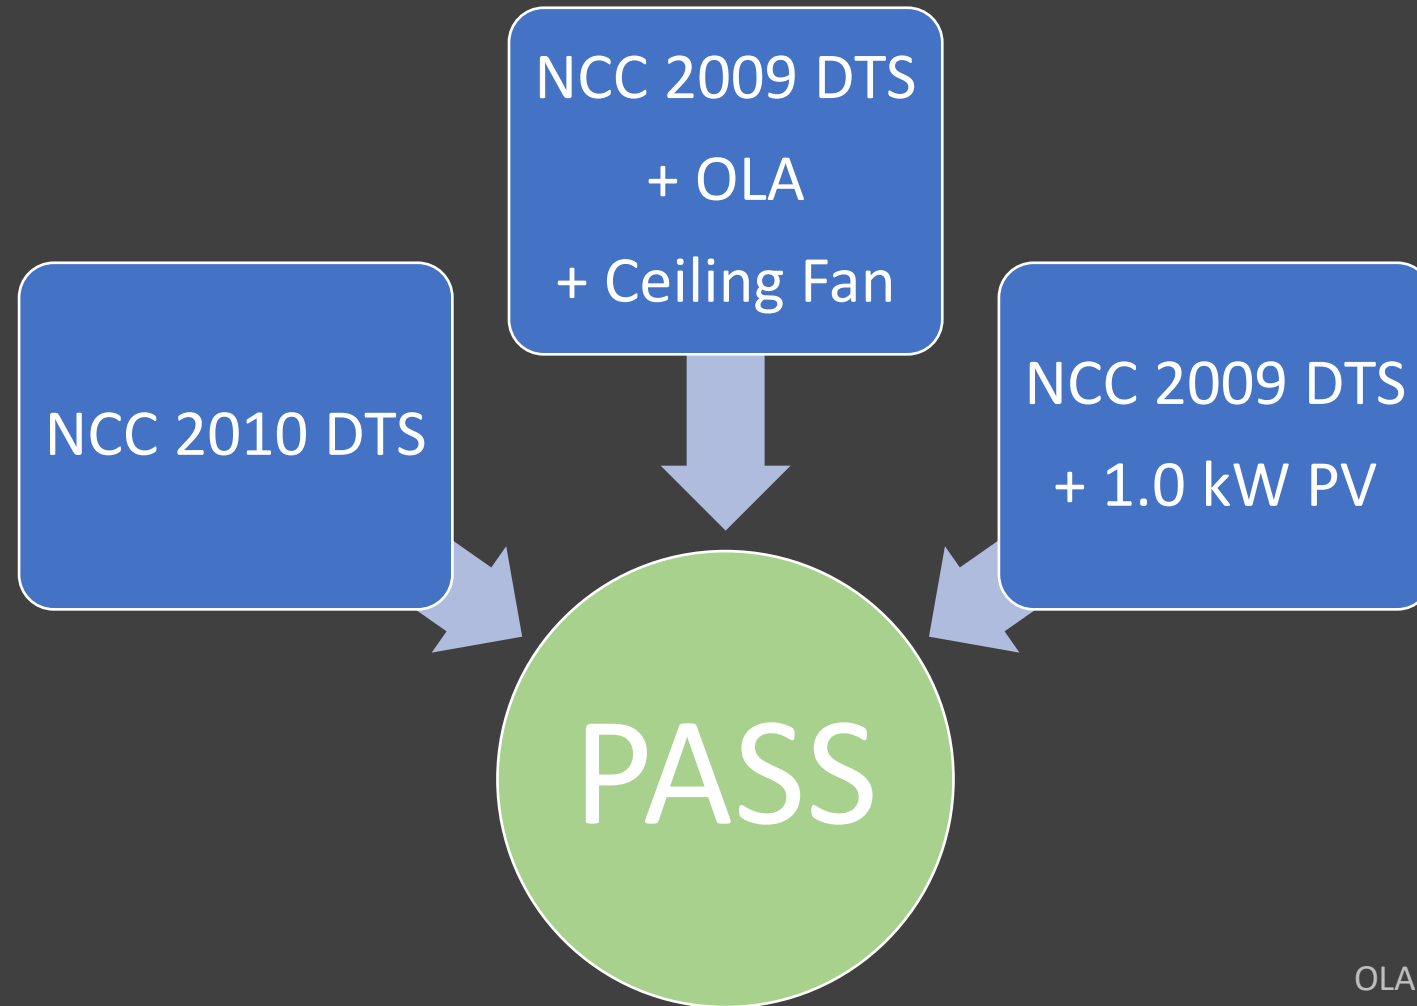 NCC 2009 DTS
+ OLA
+ Ceiling Fan
NCC 2010 DTS
NCC 2009 DTS
+ 1.0 kW PV
PASS
OLA